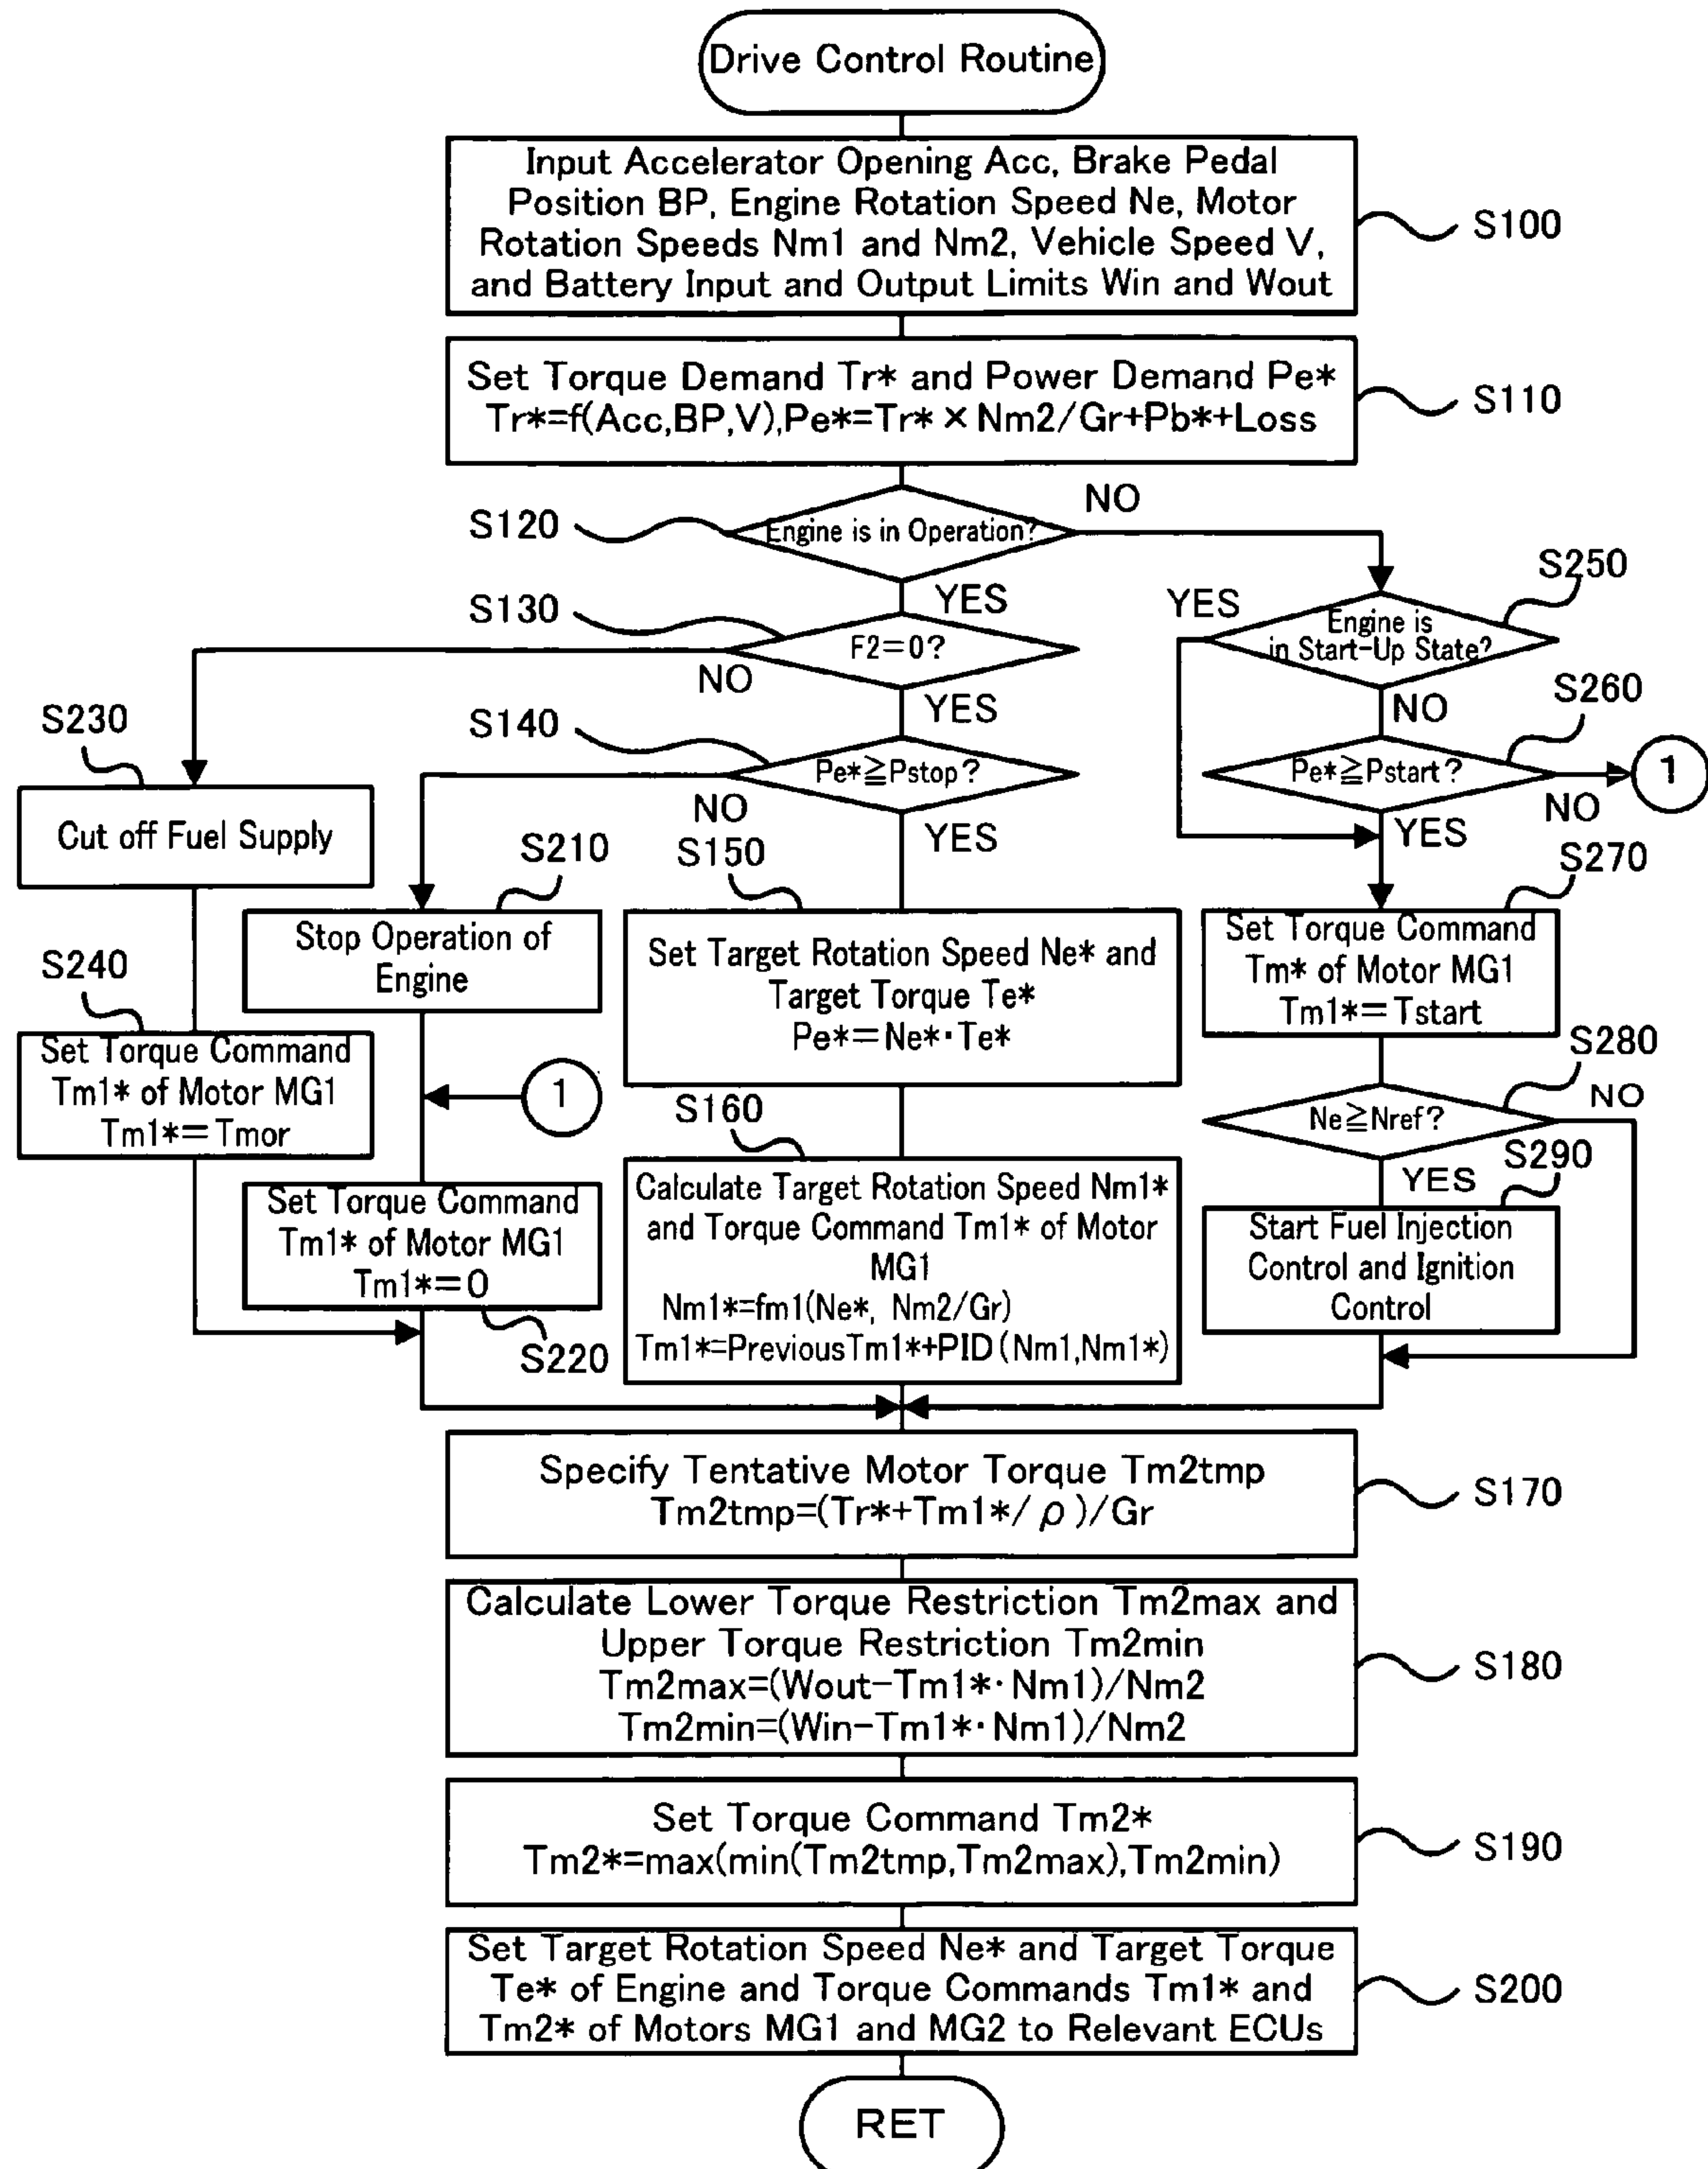 Drive Control Routine
Input Accelerator Opening Acc, Brake Pedal
Position BP, Engine Rotation Speed Ne, Motor
Rotation Speeds Nm1 and Nm2, Vehicle Speed V,
and Battery Input and Output Limits Win and Wout
S100
Set Torque Demand Tr* and Power Demand Pe*
Tr*=f(Acc,BP,V),Pe*=Tr*×Nm2/Gr+Pb*+Loss
S110
S120
Engine is in Operation?
NO
YES
S130
F2=0?
NO
YES
S140
Pe*≧Pstop?
NO
YES
S250
YES
Engine is
in Start-Up State?
NO
S260
Pe*≧Pstart?
NO
1
YES
S230
Cut off Fuel Supply
S240
Set Torque Command
Tm1* of Motor MG1
Tm1*=Tmor
S210
Stop Operation of
Engine
1
Set Torque Command
Tm1* of Motor MG1
Tm1*=0
S220
S150
Set Target Rotation Speed Ne* and
Target Torque Te*
Pe*=Ne*･Te*
S160
Calculate Target Rotation Speed Nm1*
and Torque Command Tm1* of Motor
MG1
Nm1*=fm1(Ne*, Nm2/Gr)
Tm1*=PreviousTm1*+PID(Nm1,Nm1*)
S270
Set Torque Command
Tm* of Motor MG1
Tm1*=Tstart
S280
Ne≧Nref?
NO
YES
S290
Start Fuel Injection
Control and Ignition
Control
Specify Tentative Motor Torque Tm2tmp
Tm2tmp=(Tr*+Tm1*/ρ)/Gr
S170
Calculate Lower Torque Restriction Tm2max and
Upper Torque Restriction Tm2min
Tm2max=(Wout-Tm1*･Nm1)/Nm2
Tm2min=(Win-Tm1*･Nm1)/Nm2
S180
Set Torque Command Tm2*
Tm2*=max(min(Tm2tmp,Tm2max),Tm2min)
S190
Set Target Rotation Speed Ne* and Target Torque
Te* of Engine and Torque Commands Tm1* and
Tm2* of Motors MG1 and MG2 to Relevant ECUs
S200
RET